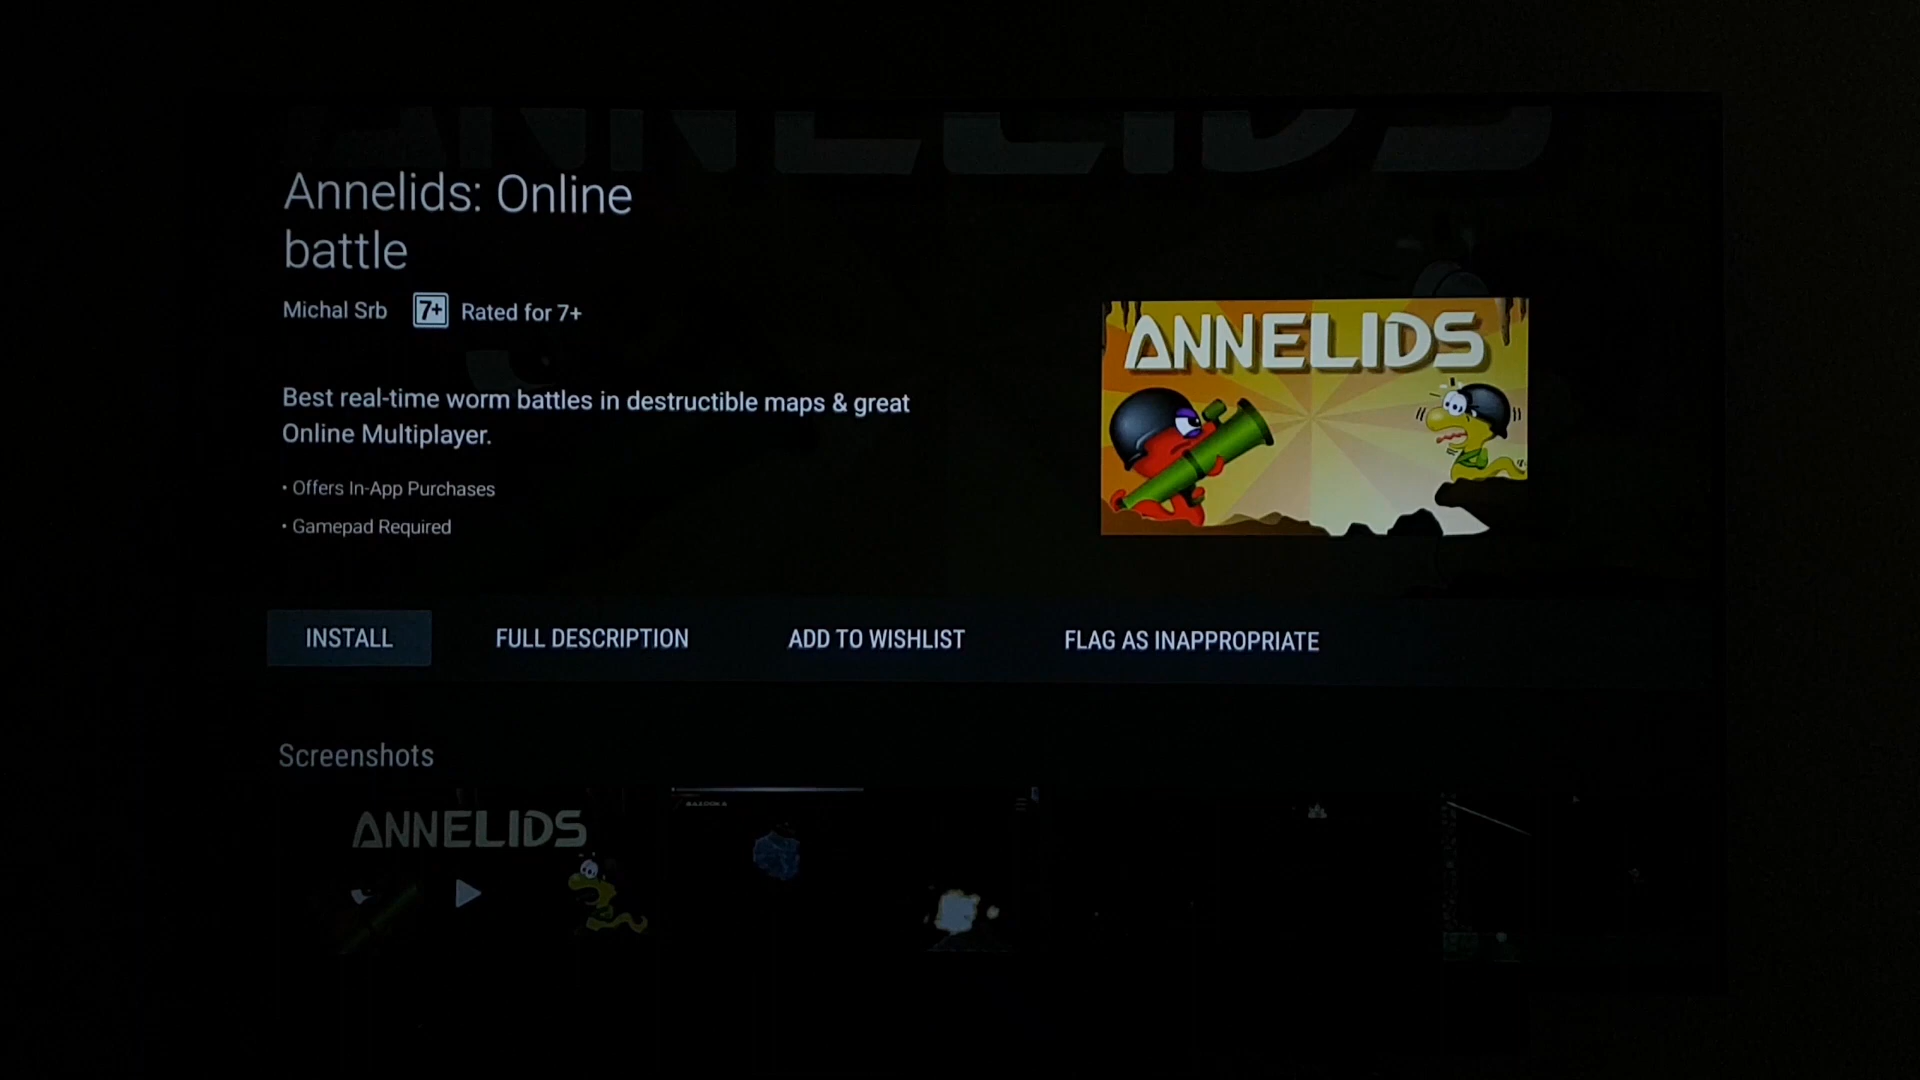 ANNELIDS
Annelids: Online
battle
Michal Srb 7+ Rated for 7+
ANNELIDS
Best real-time worm battles in destructible maps & great
Online Multiplayer.
• Offers In-App Purchases
• Gamepad Required
INSTALL FULL DESCRIPTION ADD TO WISHLIST FLAG AS INAPPROPRIATE
Screenshots
BAZOOKA
ANNELIDS